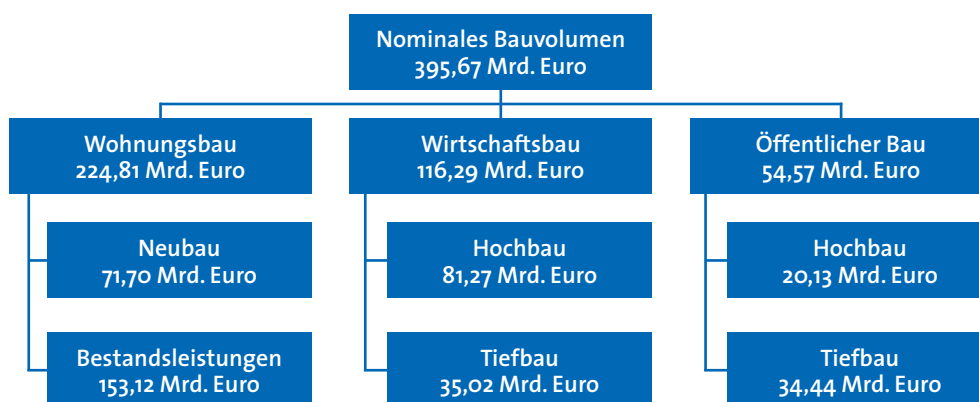 Nominales Bauvolumen
395,67 Mrd. Euro
Wohnungsbau
224,81 Mrd. Euro
Wirtschaftsbau
116,29 Mrd. Euro
Öffentlicher Bau
54,57 Mrd. Euro
Neubau
71,70 Mrd. Euro
Hochbau
81,27 Mrd. Euro
Hochbau
20,13 Mrd. Euro
Bestandsleistungen
153,12 Mrd. Euro
Tiefbau
35,02 Mrd. Euro
Tiefbau
34,44 Mrd. Euro